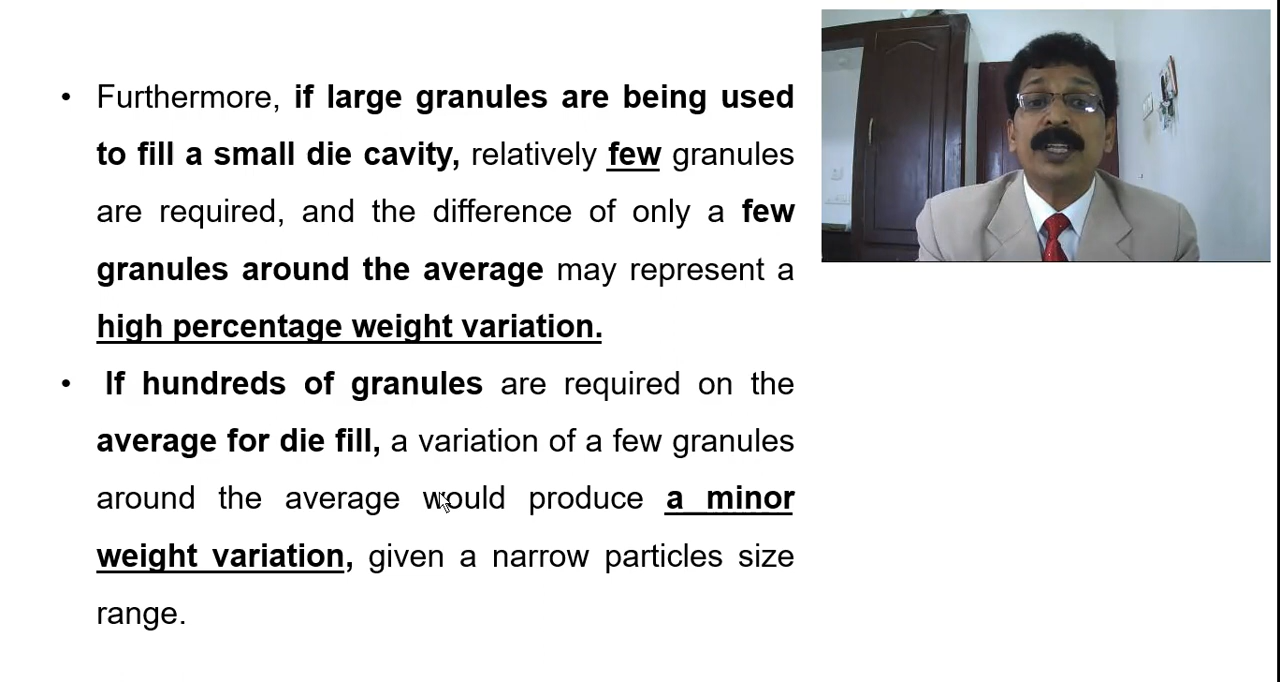 • Furthermore, if large granules are being used
to fill a small die cavity, relatively few granules
are required, and the difference of only a few
granules around the average may represent a
high percentage weight variation.
• If hundreds of granules are required on the
average for die fill, a variation of a few granules
around the average would produce a minor
weight variation, given a narrow particles size
range.